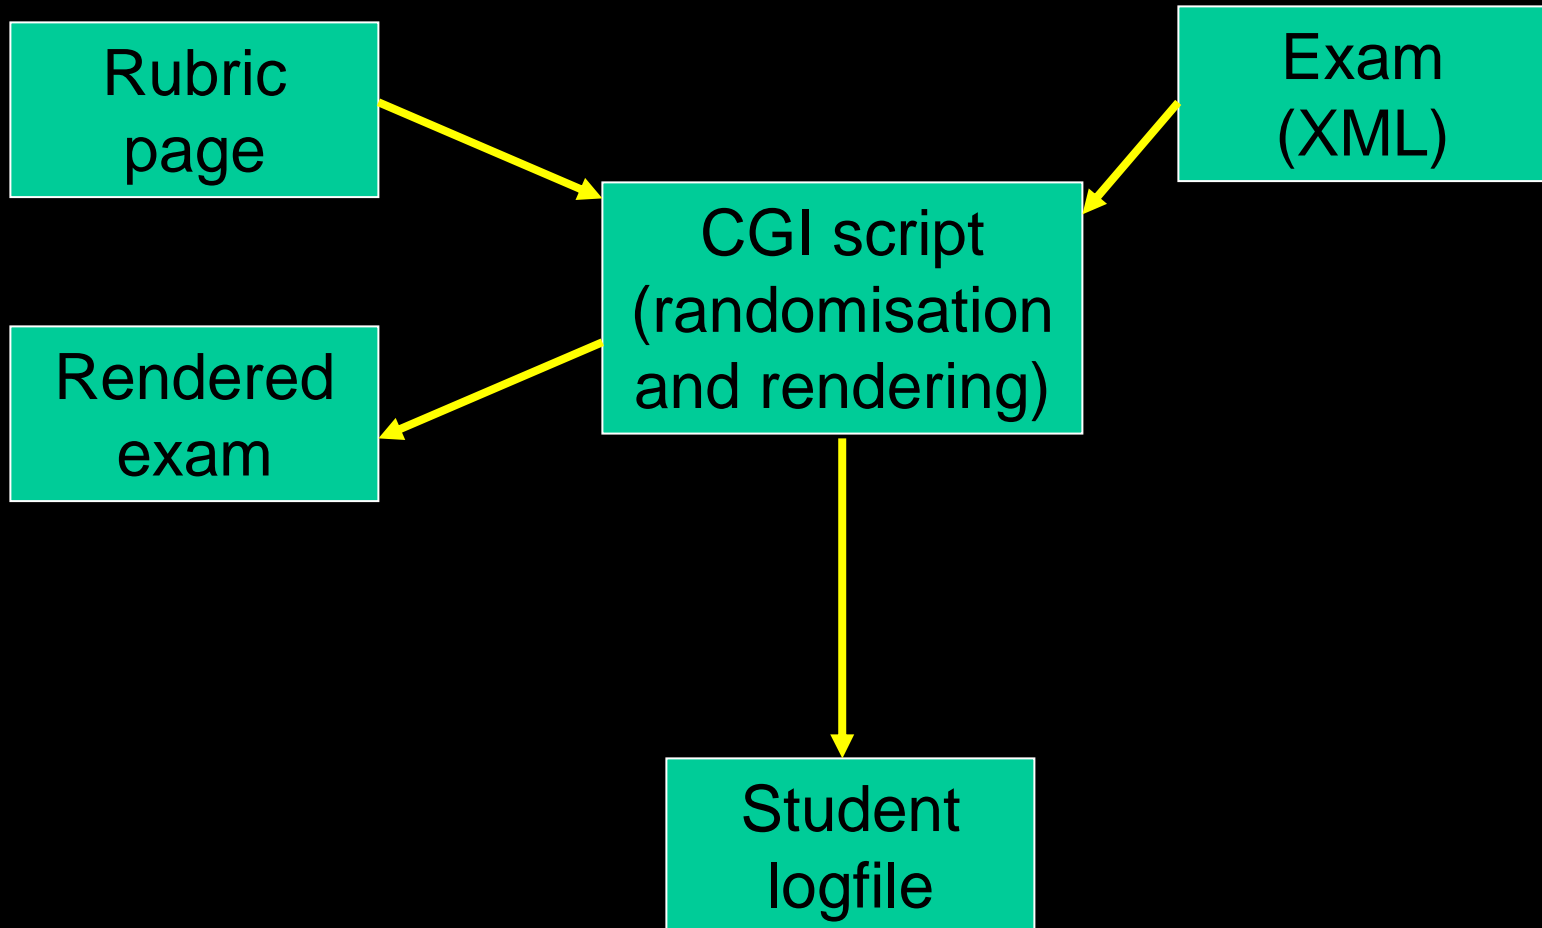 Rubric
page
Exam
(XML)
CGI script
(randomisation
and rendering)
Rendered
exam
Student
logfile